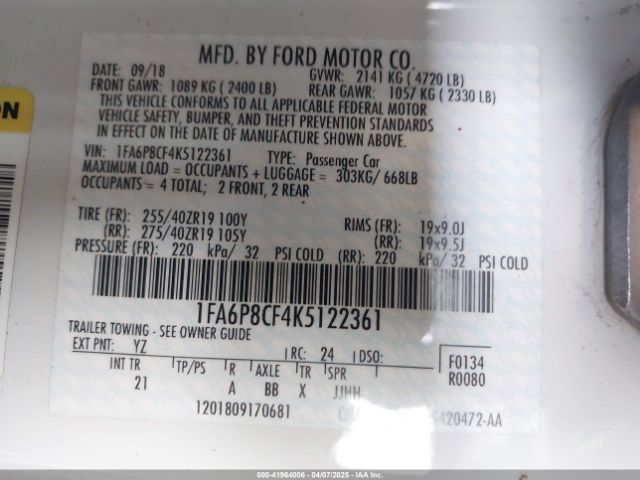 MFD. BY FORD MOTOR CO.
DATE: 09/18
GVWR: 2141 KG ( 4720 LB)
FRONT GAWR: 1089 KG ( 2400 LB)
REAR GAWR: 1057 KG ( 2330 LB)
THIS VEHICLE CONFORMS TO ALL APPLICABLE FEDERAL MOTOR
VEHICLE SAFETY, BUMPER, AND THEFT PREVENTION STANDARDS
IN EFFECT ON THE DATE OF MANUFACTURE SHOWN ABOVE.
VIN: 1FA6P8CF4K5122361
TYPE: Passenger Car
MAXIMUM LOAD = OCCUPANTS + LUGGAGE = 303KG/ 668LB
OCCUPANTS = 4 TOTAL; 2 FRONT, 2 REAR
TIRE (FR): 255/40ZR19 100Y
RIMS (FR): 19x9.0J
(RR): 275/40ZR19 105Y
(RR): 19x9.5J
PRESSURE (FR): 220 kPa/ 32 PSI COLD (RR): 220 kPa/ 32 PSI COLD
1FA6P8CF4K5122361
TRAILER TOWING - SEE OWNER GUIDE
EXT PNT: YZ RC: 24 DSO:
F0134
R0080
INT TR TP/PS R AXLE TR SPR
21 A BB X JJHH
1201809170681
420472-AA
ON
000-41964006 - 04/07/2025 - IAAI